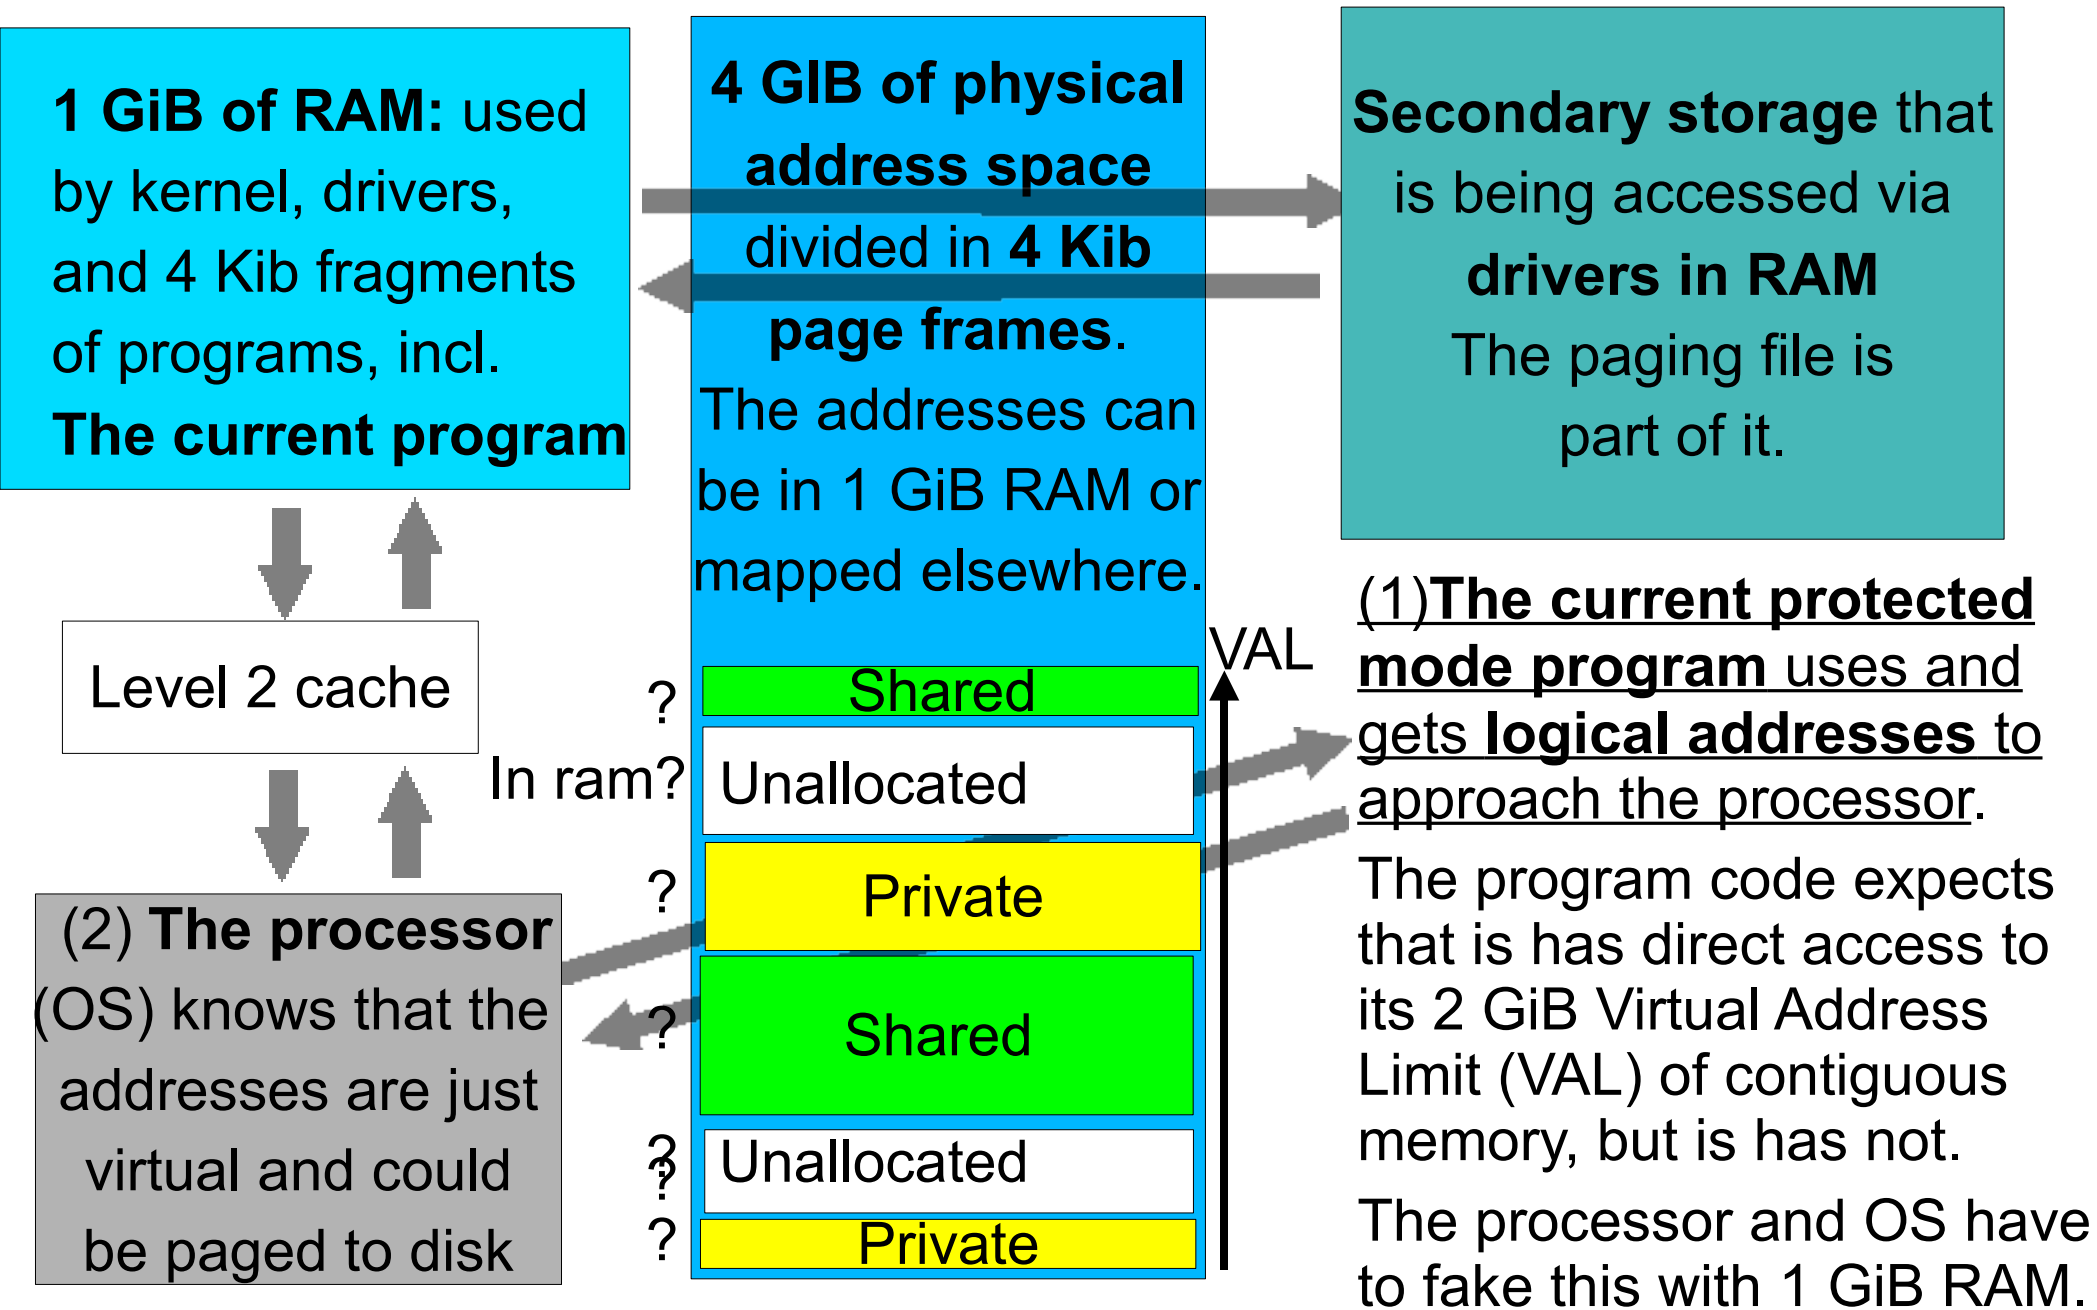 1 GiB of RAM: used
by kernel, drivers,
and 4 Kib fragments
of programs, incl.
The current program
4 GIB of physical
address space
divided in 4 Kib
page frames.
The addresses can
be in 1 GiB RAM or
mapped elsewhere.
Secondary storage that
is being accessed via
drivers in RAM
The paging file is
part of it.
Level 2 cache
(2) The processor
(OS) knows that the
addresses are just
virtual and could
be paged to disk
VAL
?
Shared
In ram?
Unallocated
?
Private
?
Shared
?
?
Unallocated
?
Private
(1)The current protected
mode program uses and
gets logical addresses to
approach the processor.
The program code expects
that is has direct access to
its 2 GiB Virtual Address
Limit (VAL) of contiguous
memory, but is has not.
The processor and OS have
to fake this with 1 GiB RAM.